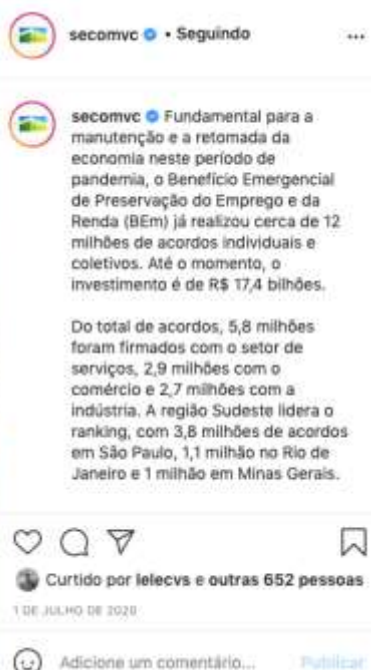 secomvc • Seguindo
secomvc Fundamental para a
manutenção e a retomada da
economia neste período de
pandemia, o Benefício Emergencial
de Preservação do Emprego e da
Renda (BEm) já realizou cerca de 12
milhões de acordos individuais e
coletivos. Até o momento, o
investimento é de R$ 17,4 bilhões.
Do total de acordos, 5,8 milhões
foram firmados com o setor de
serviços, 2,9 milhões com o
comércio e 2,7 milhões com a
indústria. A região Sudeste lidera o
ranking, com 3,8 milhões de acordos
em São Paulo, 1,1 milhão no Rio de
Janeiro e 1 milhão em Minas Gerais.
Curtido por lelecvs e outras 652 pessoas
1 DE JULHO DE 2020
Adicione um comentário... Publicar